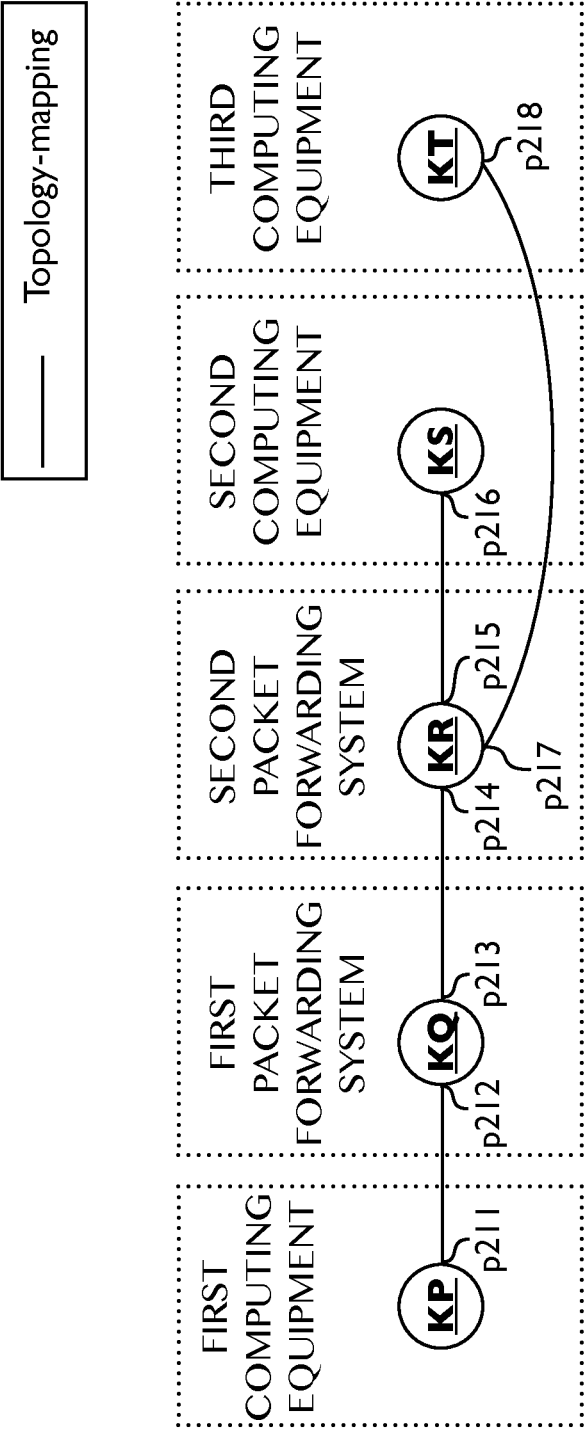 Topology-mapping
FIRST
COMPUTING
EQUIPMENT
FIRST
PACKET
FORWARDING
SYSTEM
SECOND
PACKET
FORWARDING
SYSTEM
SECOND
COMPUTING
EQUIPMENT
THIRD
COMPUTING
EQUIPMENT
KP
KQ
KR
KS
KT
p211
p212
p213
p214
p215
p216
p217
p218